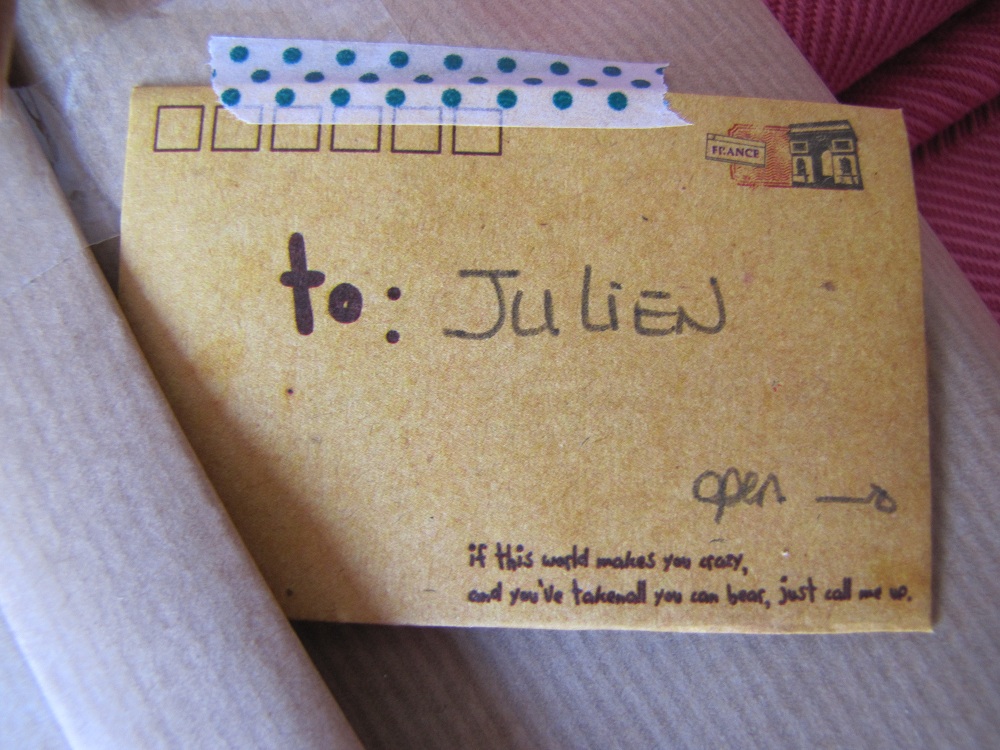 FRANCE
to: JULiEN
open
if this world makes you crazy,
and you've takenall you can bear, just call me up.